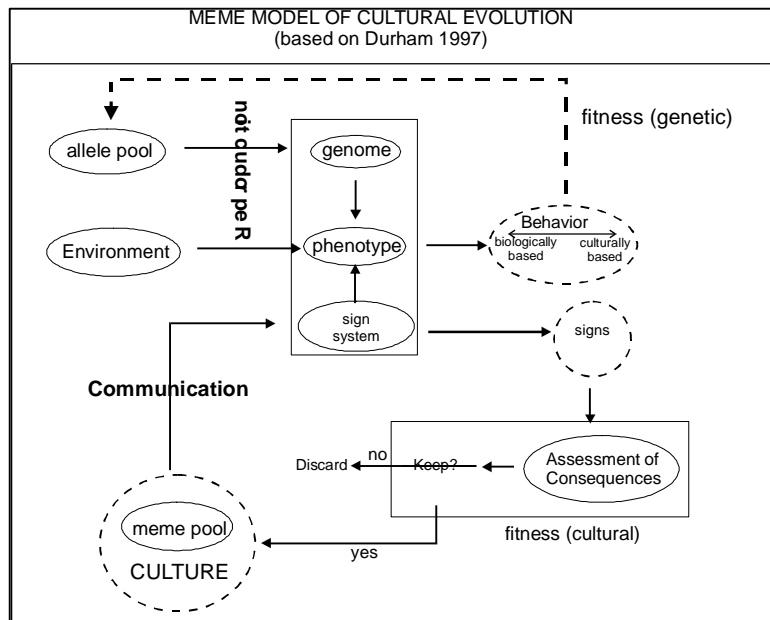 MEME MODEL OF CULTURAL EVOLUTION
(based on Durham 1997)
fitness (genetic)
allele pool
genome
Environment
phenotype
Behavior
biologically
based
culturally
based
sign
system
signs
Communication
Discard
no
Keep?
Assessment of
Consequences
meme pool
CULTURE
yes
fitness (cultural)